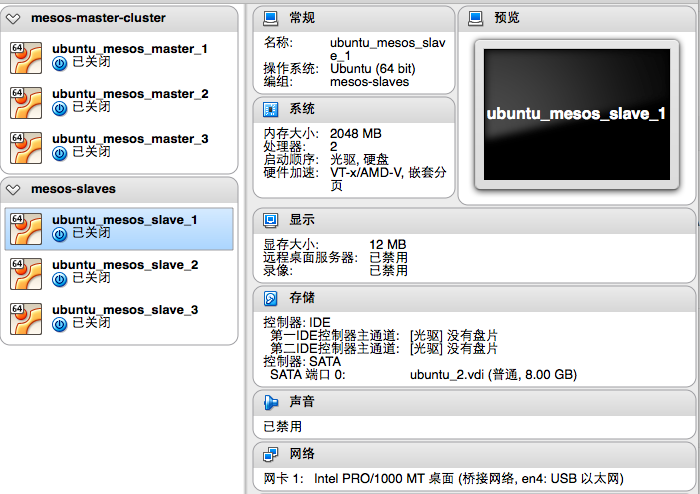 mesos-master-cluster
64
ubuntu_mesos_master_1
已关闭
64
ubuntu_mesos_master_2
已关闭
64
ubuntu_mesos_master_3
已关闭
mesos-slaves
64
ubuntu_mesos_slave_1
已关闭
64
ubuntu_mesos_slave_2
已关闭
64
ubuntu_mesos_slave_3
已关闭
常规
名称: ubuntu_mesos_slav
e_1
操作系统: Ubuntu (64 bit)
编组: mesos-slaves
系统
内存大小: 2048 MB
处理器: 2
启动顺序: 光驱, 硬盘
硬件加速: VT-x/AMD-V, 嵌套分
页
预览
ubuntu_mesos_slave_1
显示
显存大小: 12 MB
远程桌面服务器: 已禁用
录像: 已禁用
存储
控制器: IDE
第一IDE控制器主通道: [光驱] 没有盘片
第二IDE控制器主通道: [光驱] 没有盘片
控制器: SATA
SATA 端口 0: ubuntu_2.vdi (普通, 8.00 GB)
声音
已禁用
网络
网卡 1: Intel PRO/1000 MT 桌面 (桥接网络, en4: USB 以太网)